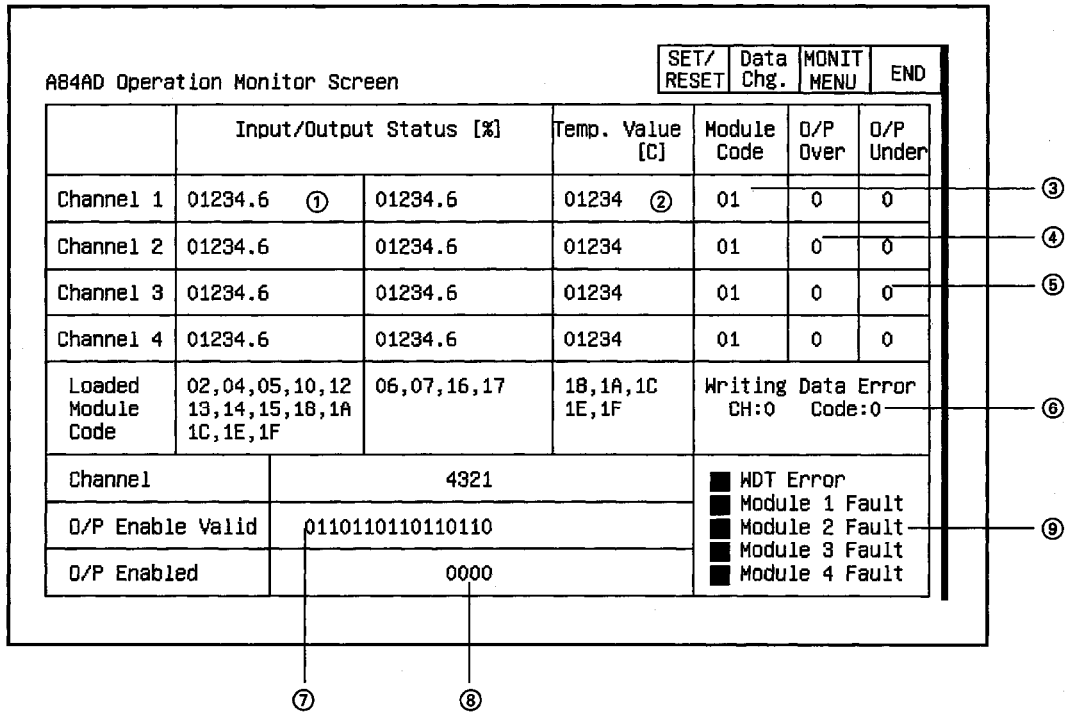 SET/ RESET Data Chg. MONIT MENU END
A84AD Operation Monitor Screen
Input/Output Status [%] Temp. Value [C] Module Code O/P Over O/P Under
Channel 1 01234.6 ① 01234.6 01234 ② 01 0 0 ③
Channel 2 01234.6 01234.6 01234 01 0 0 ④
Channel 3 01234.6 01234.6 01234 01 0 0 ⑤
Channel 4 01234.6 01234.6 01234 01 0 0
Loaded 02,04,05,10,12 06,07,16,17 18,1A,1C Writing Data Error
Module 13,14,15,18,1A 1E,1F CH:0 Code:0 ⑥
Code 1C,1E,1F
Channel 4321
O/P Enable Valid 0110110110110110
O/P Enabled 0000
WDT Error
Module 1 Fault
Module 2 Fault ⑨
Module 3 Fault
Module 4 Fault
⑦ ⑧